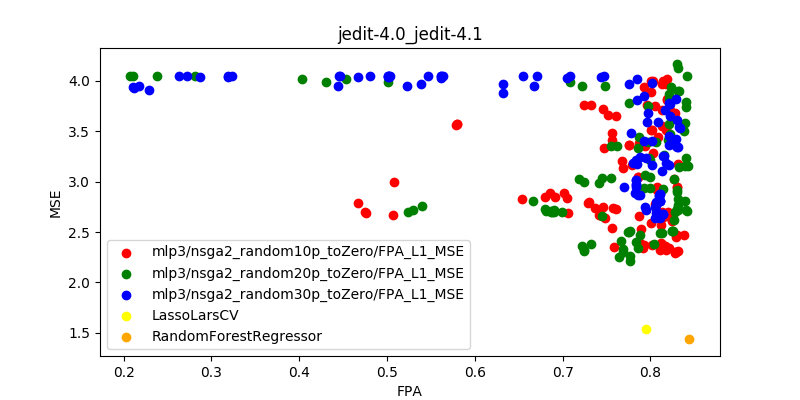 jedit-4.0_jedit-4.1
MSE
4.0
3.5
3.0
2.5
2.0
1.5
mlp3/nsga2_random10p_toZero/FPA_L1_MSE
mlp3/nsga2_random20p_toZero/FPA_L1_MSE
mlp3/nsga2_random30p_toZero/FPA_L1_MSE
LassoLarsCV
RandomForestRegressor
0.2 0.3 0.4 0.5 0.6 0.7 0.8
FPA